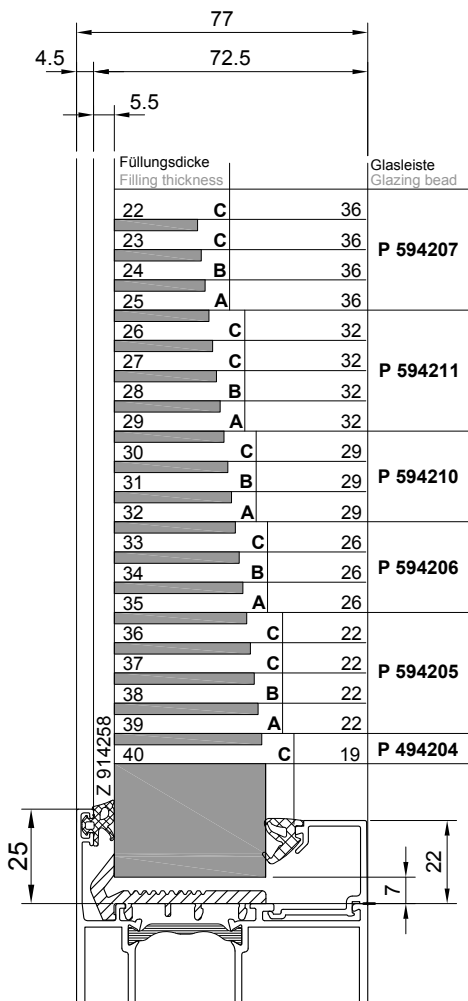 77
4.5 72.5
5.5
Füllungsdicke Glasleiste
Filling thickness Glazing bead
22 C 36
23 C 36
P 594207
24 B 36
25 A 36
26 C 32
27 C 32
P 594211
28 B 32
29 A 32
30 C 29
31 B 29
P 594210
32 A 29
33 C 26
34 B 26
P 594206
35 A 26
36 C 22
37 C 22
P 594205
38 B 22
39 A 22
40 C 19
P 494204
Z 914258
25
22
7